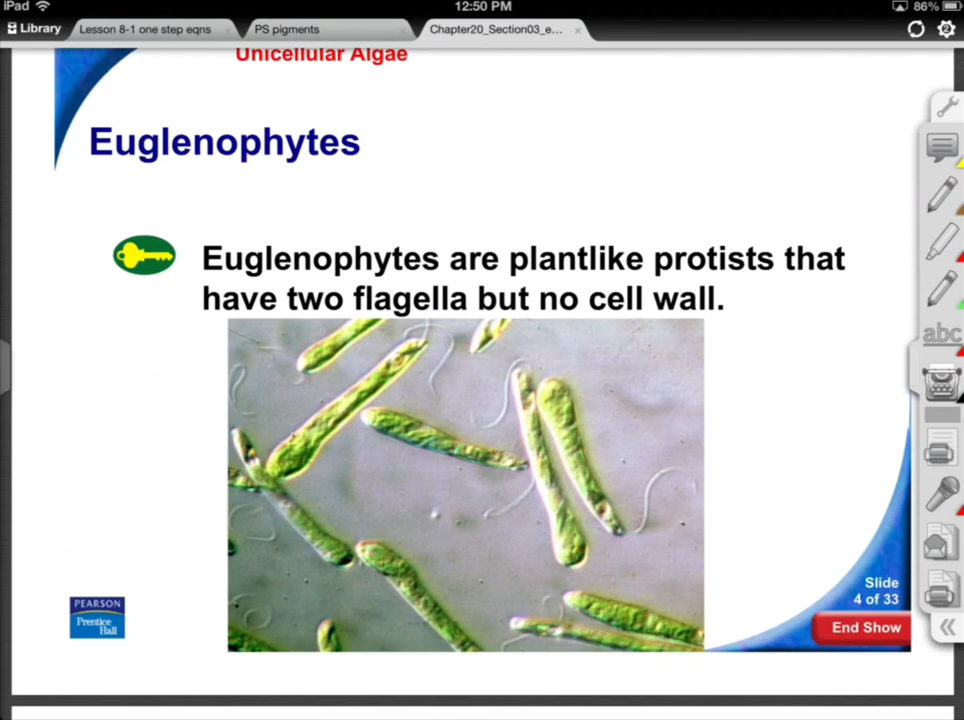 iPad 12:50 PM 86%
Library Lesson 8-1 one step eqns PS pigments Chapter20_Section03_e... 2
Unicellular Algae
Euglenophytes
Euglenophytes are plantlike protists that
have two flagella but no cell wall.
abc
PEARSON
Prentice
Hall
Slide
4 of 33
End Show